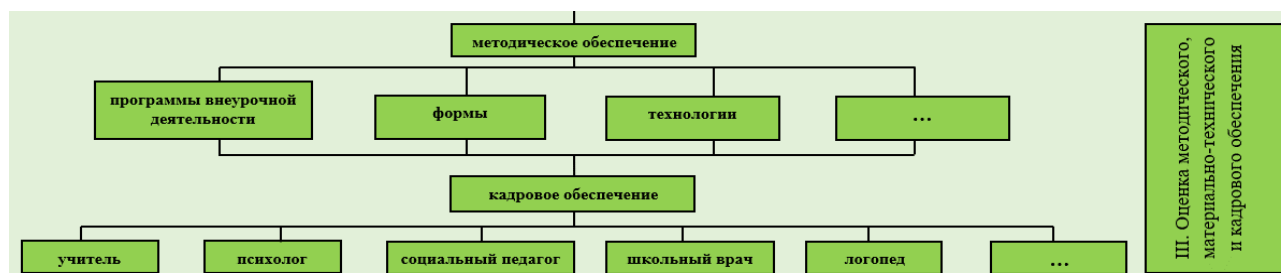 методическое обеспечение
программы внеурочной
деятельности
формы
технологии
...
кадровое обеспечение
учитель
психолог
социальный педагог
школьный врач
логопед
...
III. Оценка методического,
материально-технического
и кадрового обеспечения